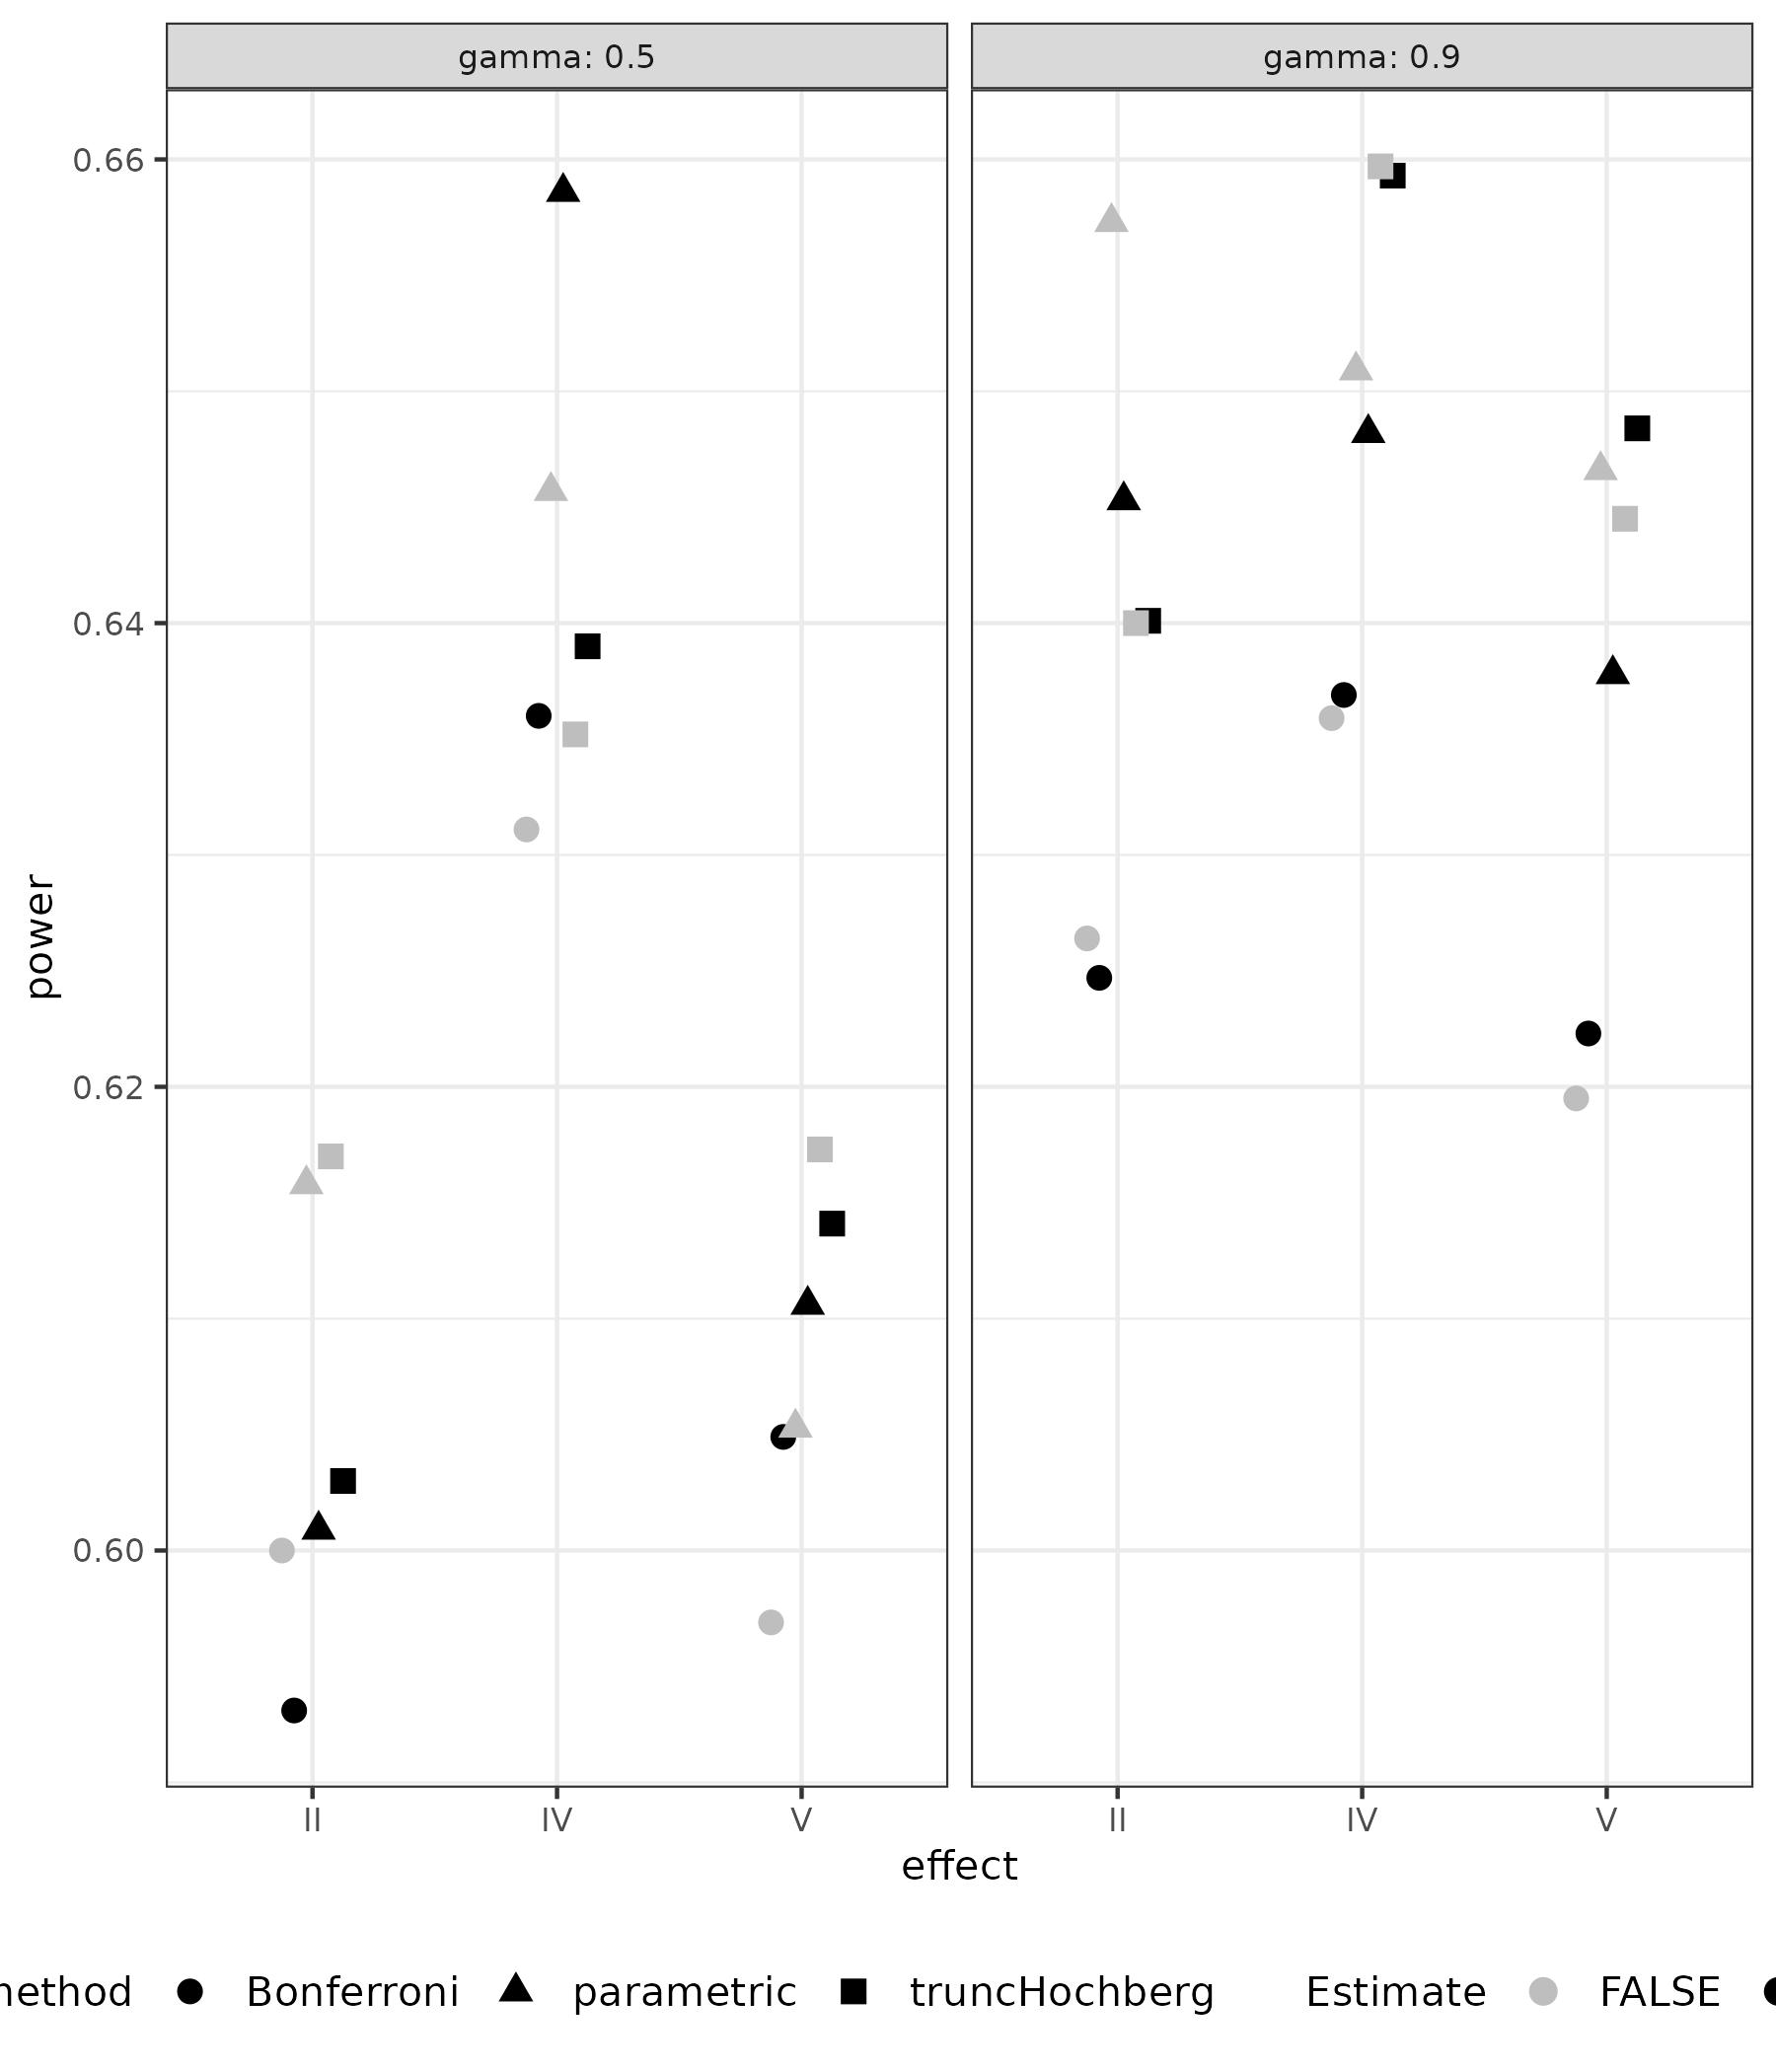 gamma: 0.5
gamma: 0.9
0.66
0.64
0.62
0.60
power
II IV V
II IV V
effect
ethod Bonferroni parametric truncHochberg Estimate FALSE